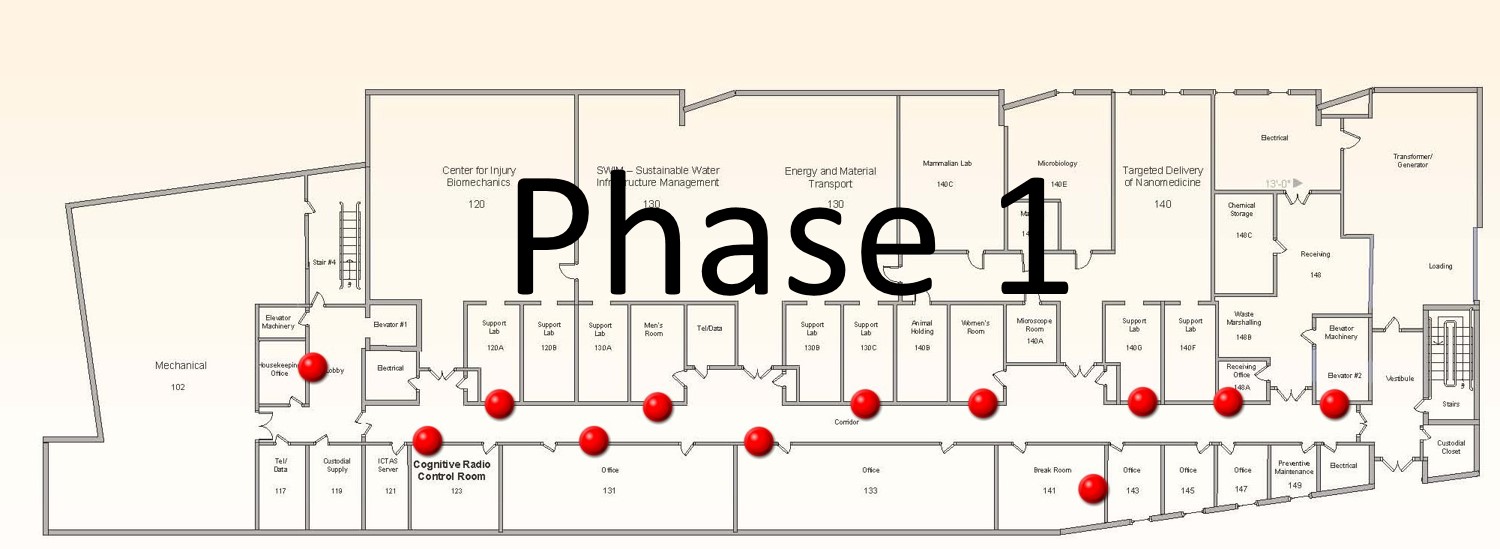 Phase 1
Center for Injury
Biomechanics
120
SWIM – Sustainable Water
Infrastructure Management
130
Energy and Material
Transport
130
Mammalian Lab
140C
Microbiology
140E
Targeted Delivery
of Nanomedicine
140
Electrical
13'-0"
Transformer/
Generator
Chemical
Storage
148C
Receiving
148
Loading
Stair #4
Elevator
Machinery
Elevator #1
Housekeeping
Office
Lobby
Electrical
Mechanical
102
Support
Lab
120A
Support
Lab
120B
Support
Lab
130A
Men's
Room
Tel/Data
Support
Lab
130B
Support
Lab
130C
Animal
Holding
140B
Women's
Room
Microscope
Room
140A
Support
Lab
140G
Support
Lab
140F
Waste
Marshalling
148B
Receiving
Office
148A
Elevator
Machinery
Elevator #2
Vestibule
Stairs
Corridor
Tel/
Data
117
Custodial
Supply
119
ICTAS
Server
121
Cognitive Radio
Control Room
123
Office
131
Office
133
Break Room
141
Office
143
Office
145
Office
147
Preventive
Maintenance
149
Electrical
Custodial
Closet